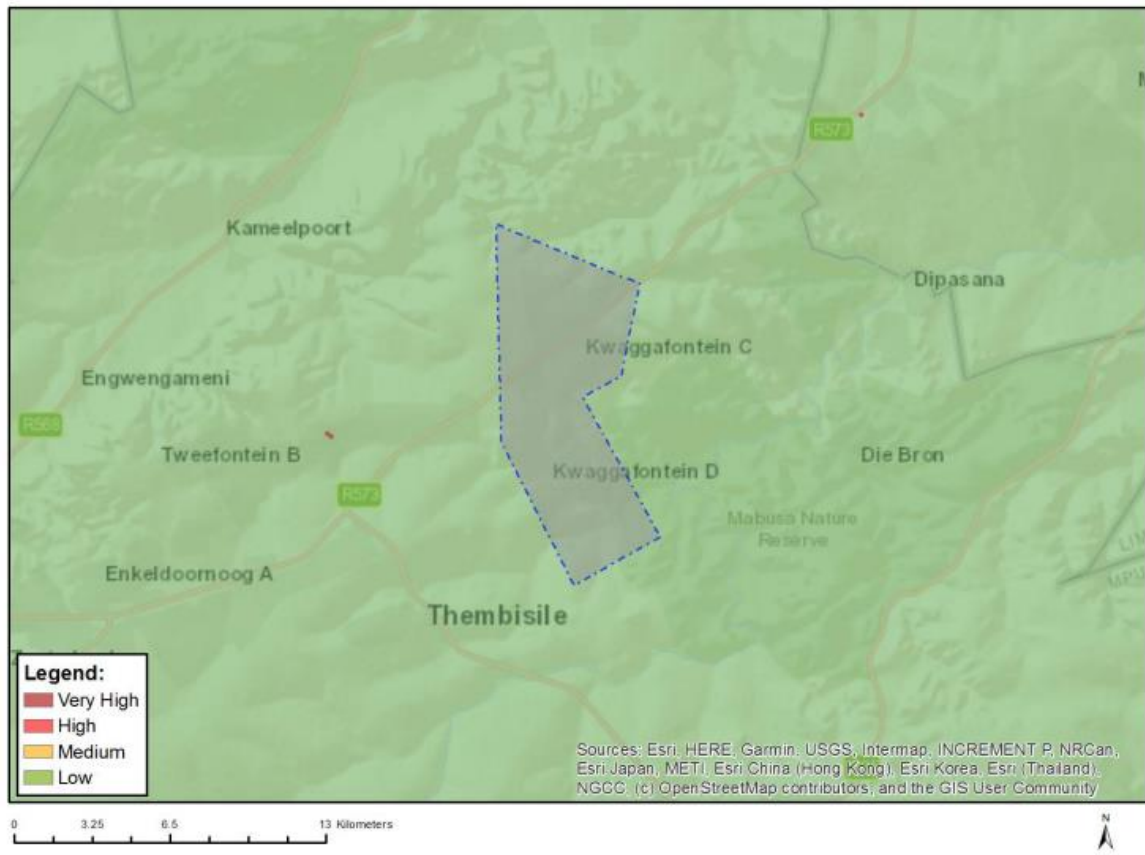 R573
Kameelpoort
Dipasana
Kwaggafontein C
Engwengameni
R568
Tweefontein B
Die Bron
Kwaggafontein D
R573
Mabusa Nature
Reserve
Enkeldoornoog A
Thembisile
Legend:
Very High
High
Medium
Low
Sources: Esri, HERE, Garmin, USGS, Intermap, INCREMENT P, NRCan,
Esri Japan, METI, Esri China (Hong Kong), Esri Korea, Esri (Thailand),
NGCC, (c) OpenStreetMap contributors, and the GIS User Community
0 3.25 6.5 13 Kilometers
N